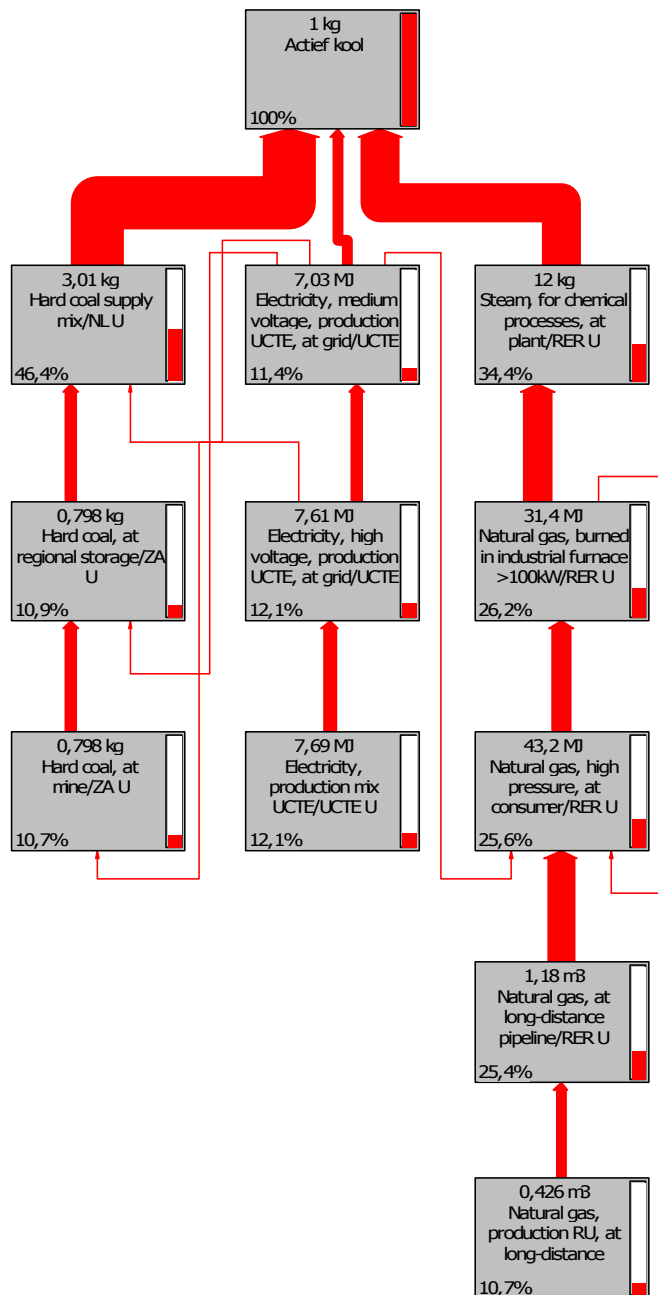 1 kg
Actief kool
100%
3,01 kg
Hard coal supply
mix/NL U
46,4%
7,03 MJ
Electricity, medium
voltage, production
UCTE, at grid/UCTE
11,4%
12 kg
Steam, for chemical
processes, at
plant/RER U
34,4%
0,798 kg
Hard coal, at
regional storage/ZA
U
10,9%
7,61 MJ
Electricity, high
voltage, production
UCTE, at grid/UCTE
12,1%
31,4 MJ
Natural gas, burned
in industrial furnace
>100kW/RER U
26,2%
0,798 kg
Hard coal, at
mine/ZA U
10,7%
7,69 MJ
Electricity,
production mix
UCTE/UCTE U
12,1%
43,2 MJ
Natural gas, high
pressure, at
consumer/RER U
25,6%
1,18 m3
Natural gas, at
long-distance
pipeline/RER U
25,4%
0,426 m3
Natural gas,
production RU, at
long-distance
10,7%